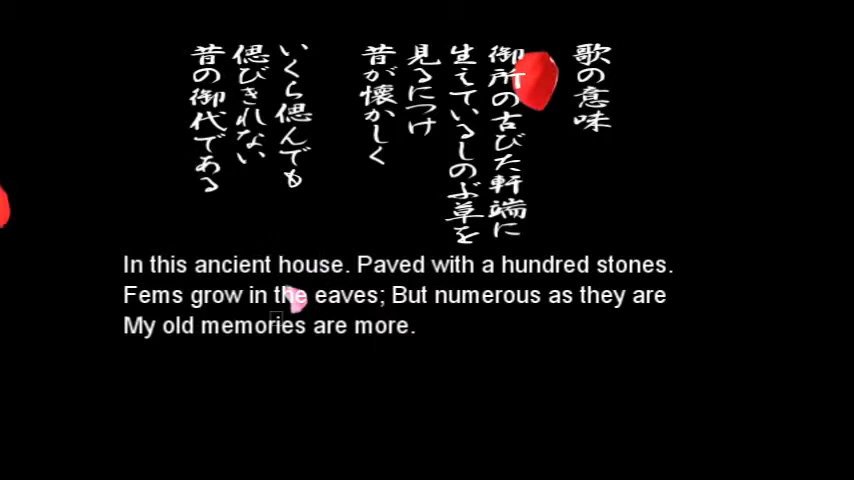 歌の意味
御所の古びた軒端に
生えているしのぶ草を
見るにつけ
昔が懐かしく
いくら偲んでも
偲びきれない
昔の御代である
In this ancient house. Paved with a hundred stones.
Fems grow in the eaves; But numerous as they are
My old memories are more.